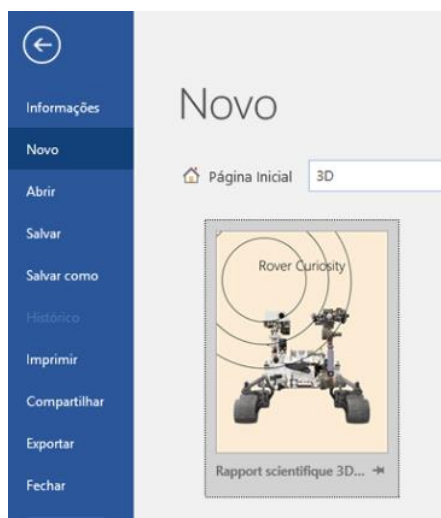 Informações
Novo
Abrir
Salvar
Salvar como
Histórico
Imprimir
Compartilhar
Exportar
Fechar
Novo
Página Inicial
3D
Rover Curiosity
Rapport scientifique 3D...